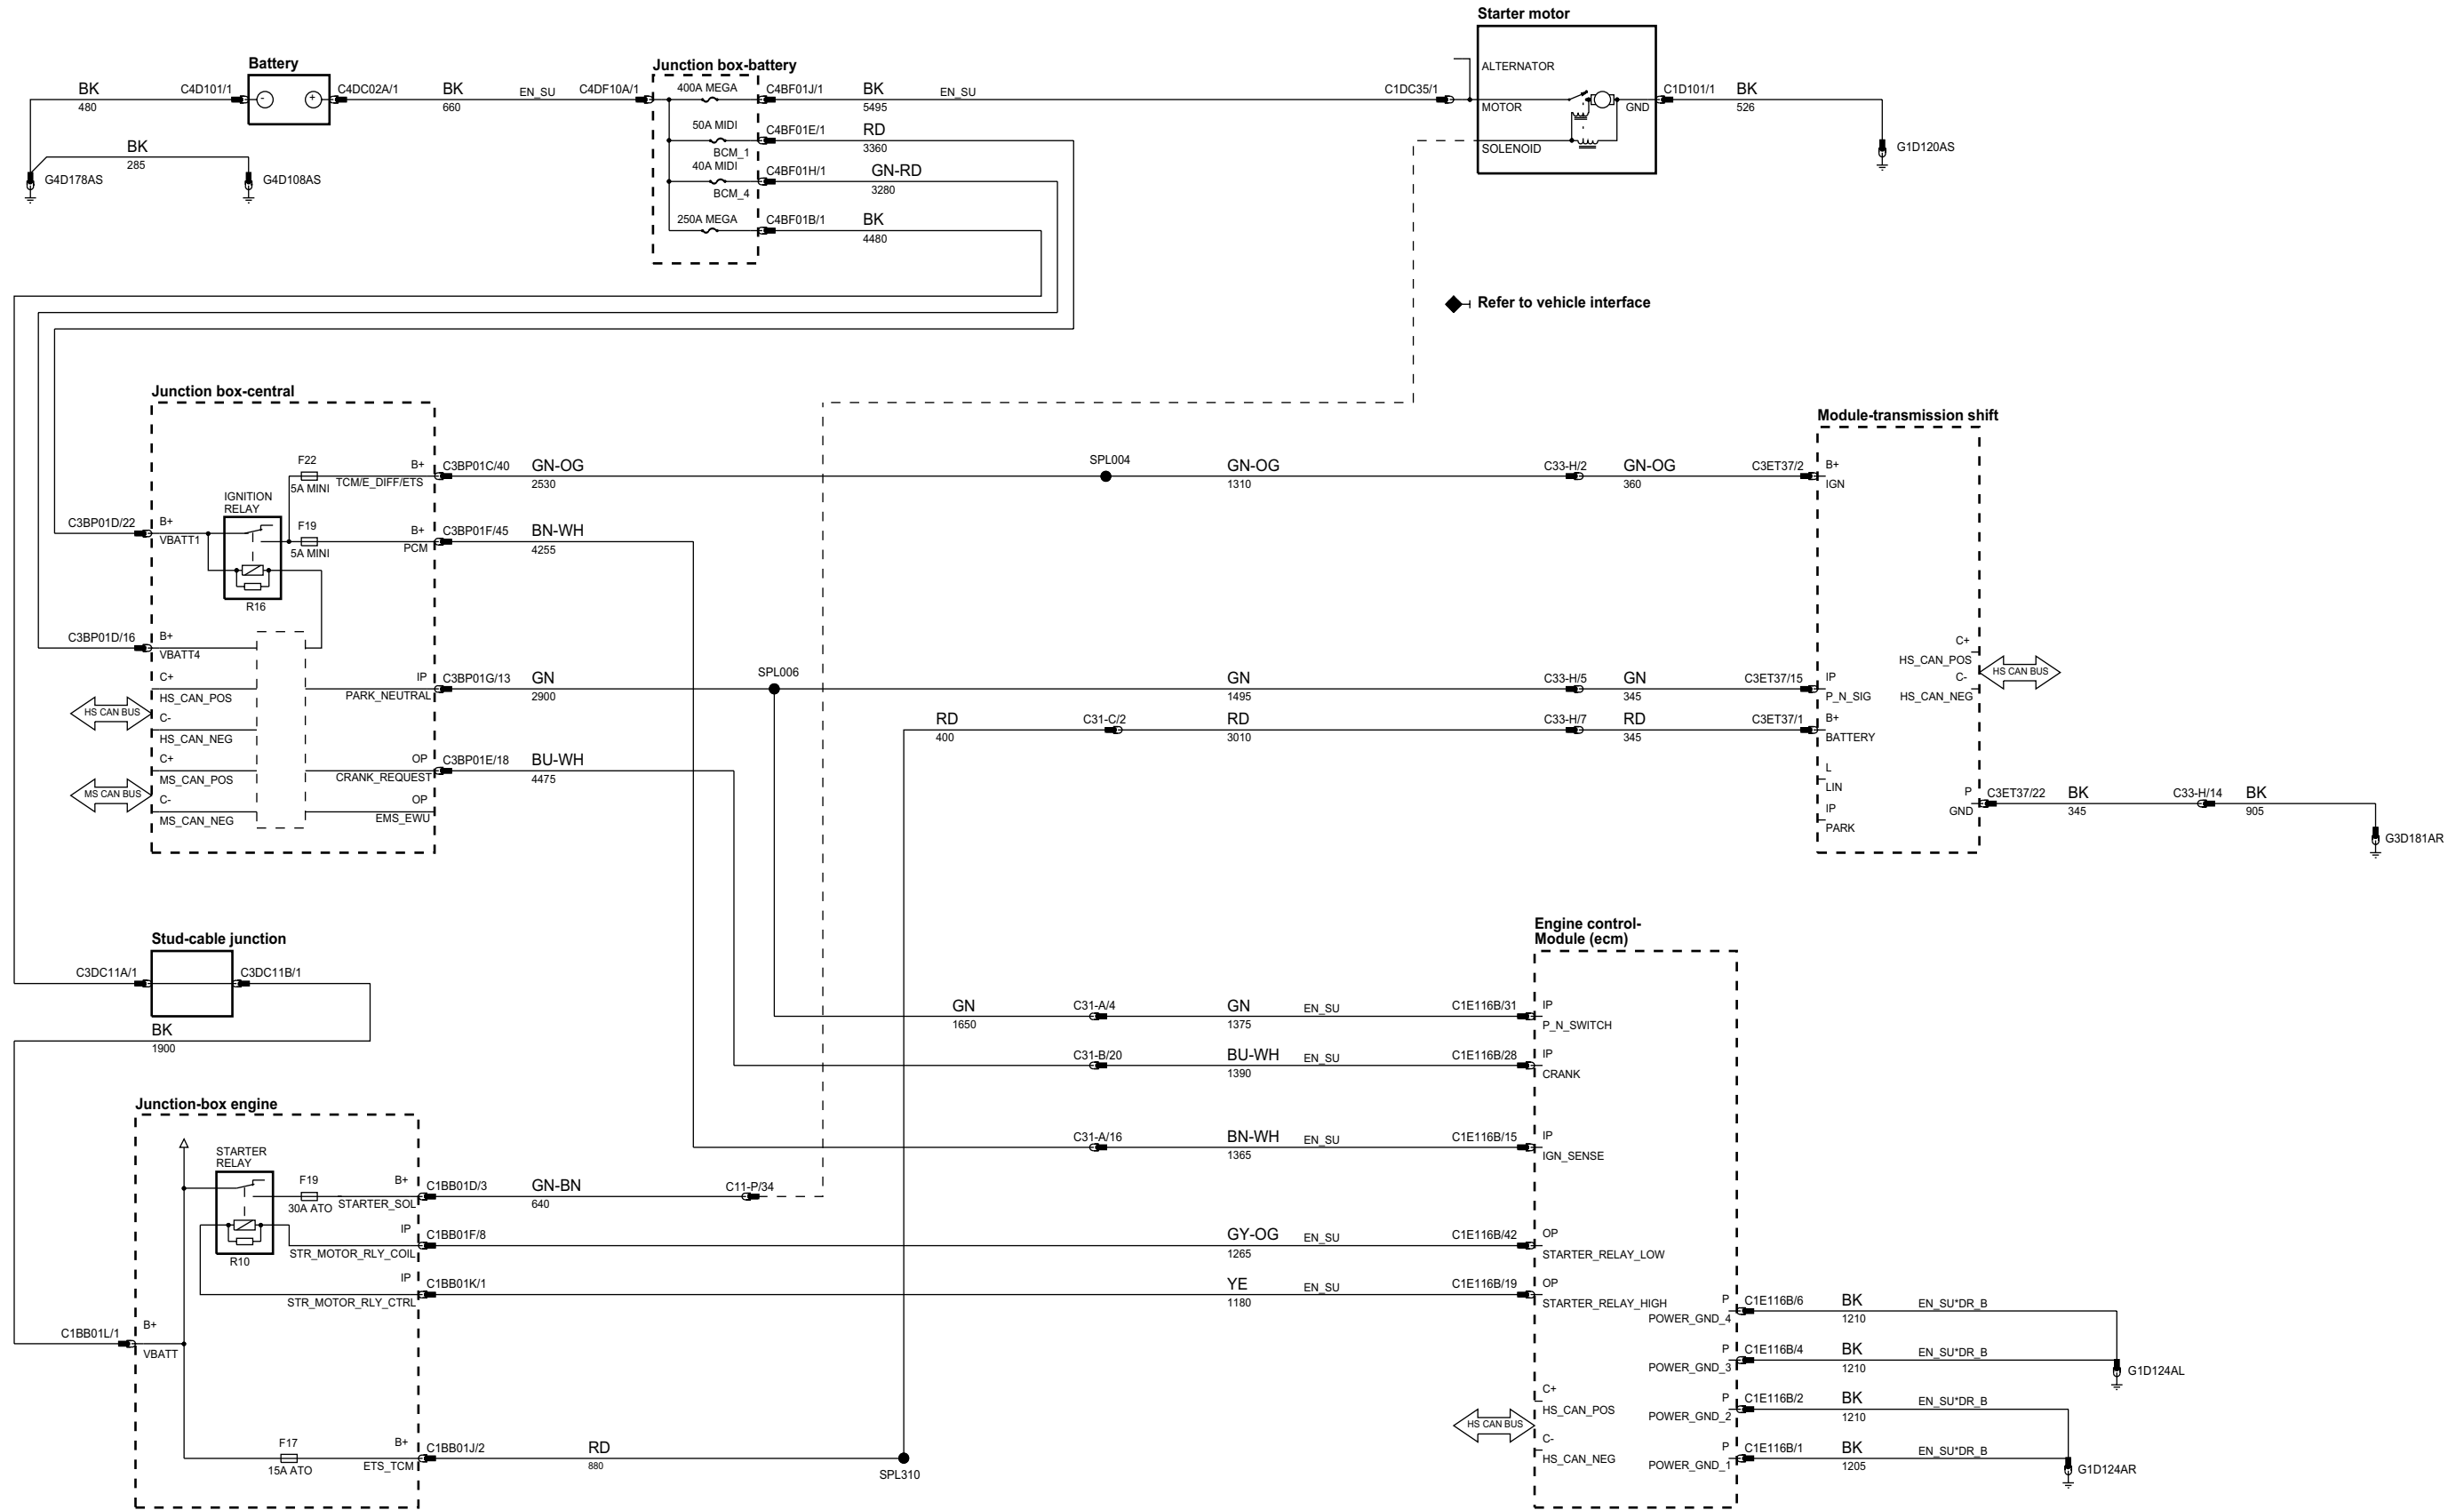 Starter motor
ALTERNATOR
C1DC35/1
MOTOR
GND
C1D101/1
BK
526
SOLENOID
G1D120AS
Battery
BK
480
C4D101/1
-
+
C4DC02A/1
BK
660
EN_SU
C4DF10A/1
BK
285
G4D178AS
G4D108AS
Junction box-battery
400A MEGA
C4BF01J/1
BK
5495
EN_SU
50A MIDI
BCM_1
C4BF01E/1
RD
3360
40A MIDI
BCM_4
C4BF01H/1
GN-RD
3280
250A MEGA
C4BF01B/1
BK
4480
Refer to vehicle interface
Junction box-central
F22
5A MINI
B+
TCM/E_DIFF/ETS
C3BP01C/40
GN-OG
2530
SPL004
GN-OG
1310
C33-H/2
GN-OG
360
C3ET37/2
IGNITION
RELAY
R16
C3BP01D/22
B+
VBATT1
F19
5A MINI
B+
PCM
C3BP01F/45
BN-WH
4255
C3BP01D/16
B+
VBATT4
C+
HS_CAN_POS
HS CAN BUS
C-
HS_CAN_NEG
C+
MS_CAN_POS
MS CAN BUS
C-
MS_CAN_NEG
IP
PARK_NEUTRAL
C3BP01G/13
GN
2900
SPL006
GN
1495
C33-H/5
GN
345
C3ET37/15
RD
400
C31-C/2
RD
3010
C33-H/7
RD
345
C3ET37/1
OP
CRANK_REQUEST
C3BP01E/18
BU-WH
4475
OP
EMS_EWU
Module-transmission shift
B+
IGN
C+
HS_CAN_POS
HS CAN BUS
C-
HS_CAN_NEG
IP
P_N_SIG
B+
BATTERY
L
LIN
IP
PARK
P
GND
C3ET37/22
BK
345
C33-H/14
BK
905
G3D181AR
Stud-cable junction
C3DC11A/1
C3DC11B/1
BK
1900
Engine control-
Module (ecm)
GN
1650
C31-A/4
GN
1375
EN_SU
C1E116B/31
IP
P_N_SWITCH
C31-B/20
BU-WH
1390
EN_SU
C1E116B/28
IP
CRANK
C31-A/16
BN-WH
1365
EN_SU
C1E116B/15
IP
IGN_SENSE
Junction-box engine
STARTER
RELAY
R10
F19
30A ATO
B+
STARTER_SOL
C1BB01D/3
GN-BN
640
C11-P/34
IP
STR_MOTOR_RLY_COIL
C1BB01F/8
GY-OG
1265
EN_SU
C1E116B/42
OP
STARTER_RELAY_LOW
IP
STR_MOTOR_RLY_CTRL
C1BB01K/1
YE
1180
EN_SU
C1E116B/19
OP
STARTER_RELAY_HIGH
C1BB01L/1
B+
VBATT
F17
15A ATO
B+
ETS_TCM
C1BB01J/2
RD
880
SPL310
P
POWER_GND_4
C1E116B/6
BK
1210
EN_SU*DR_B
P
POWER_GND_3
C1E116B/4
BK
1210
EN_SU*DR_B
G1D124AL
C+
HS_CAN_POS
HS CAN BUS
C-
HS_CAN_NEG
P
POWER_GND_2
C1E116B/2
BK
1210
EN_SU*DR_B
P
POWER_GND_1
C1E116B/1
BK
1205
EN_SU*DR_B
G1D124AR